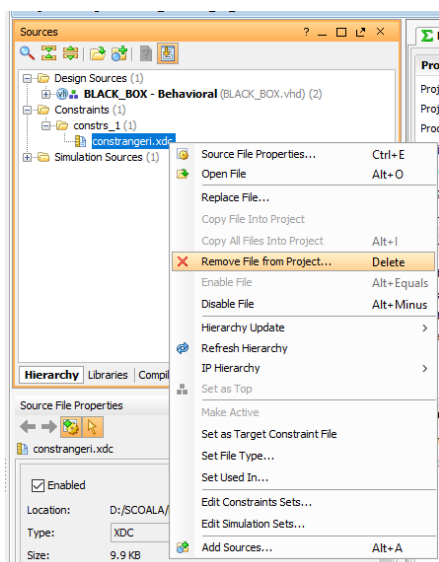 Sources
? _ □ ×
Design Sources (1)
BLACK_BOX - Behavioral (BLACK_BOX.vhd) (2)
Constraints (1)
constrs_1 (1)
constrangeri.xdc
Simulation Sources (1)
Source File Properties... Ctrl+E
Open File Alt+O
Replace File...
Copy File Into Project
Copy All Files Into Project Alt+I
Remove File from Project... Delete
Enable File Alt+Equals
Disable File Alt+Minus
Hierarchy Update
Refresh Hierarchy
IP Hierarchy
Set as Top
Make Active
Set as Target Constraint File
Set File Type...
Set Used In...
Edit Constraints Sets...
Edit Simulation Sets...
Add Sources... Alt+A
Hierarchy Libraries Compil
Source File Properties
constrangeri.xdc
Enabled
Location: D:/SCOALA/
Type: XDC
Size: 9.9 KB
Σ
Pro
Proj
Proj
Proc